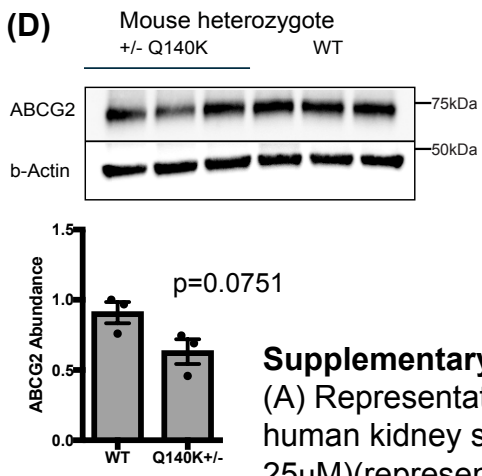 (D)
Mouse heterozygote
+/- Q140K WT
ABCG2
75kDa
50kDa
b-Actin
1.5
1.0
0.5
0.0
ABCG2 Abundance
p=0.0751
WT Q140K+/-
Supplementary
(A) Representat
human kidney s
25μM)(represen